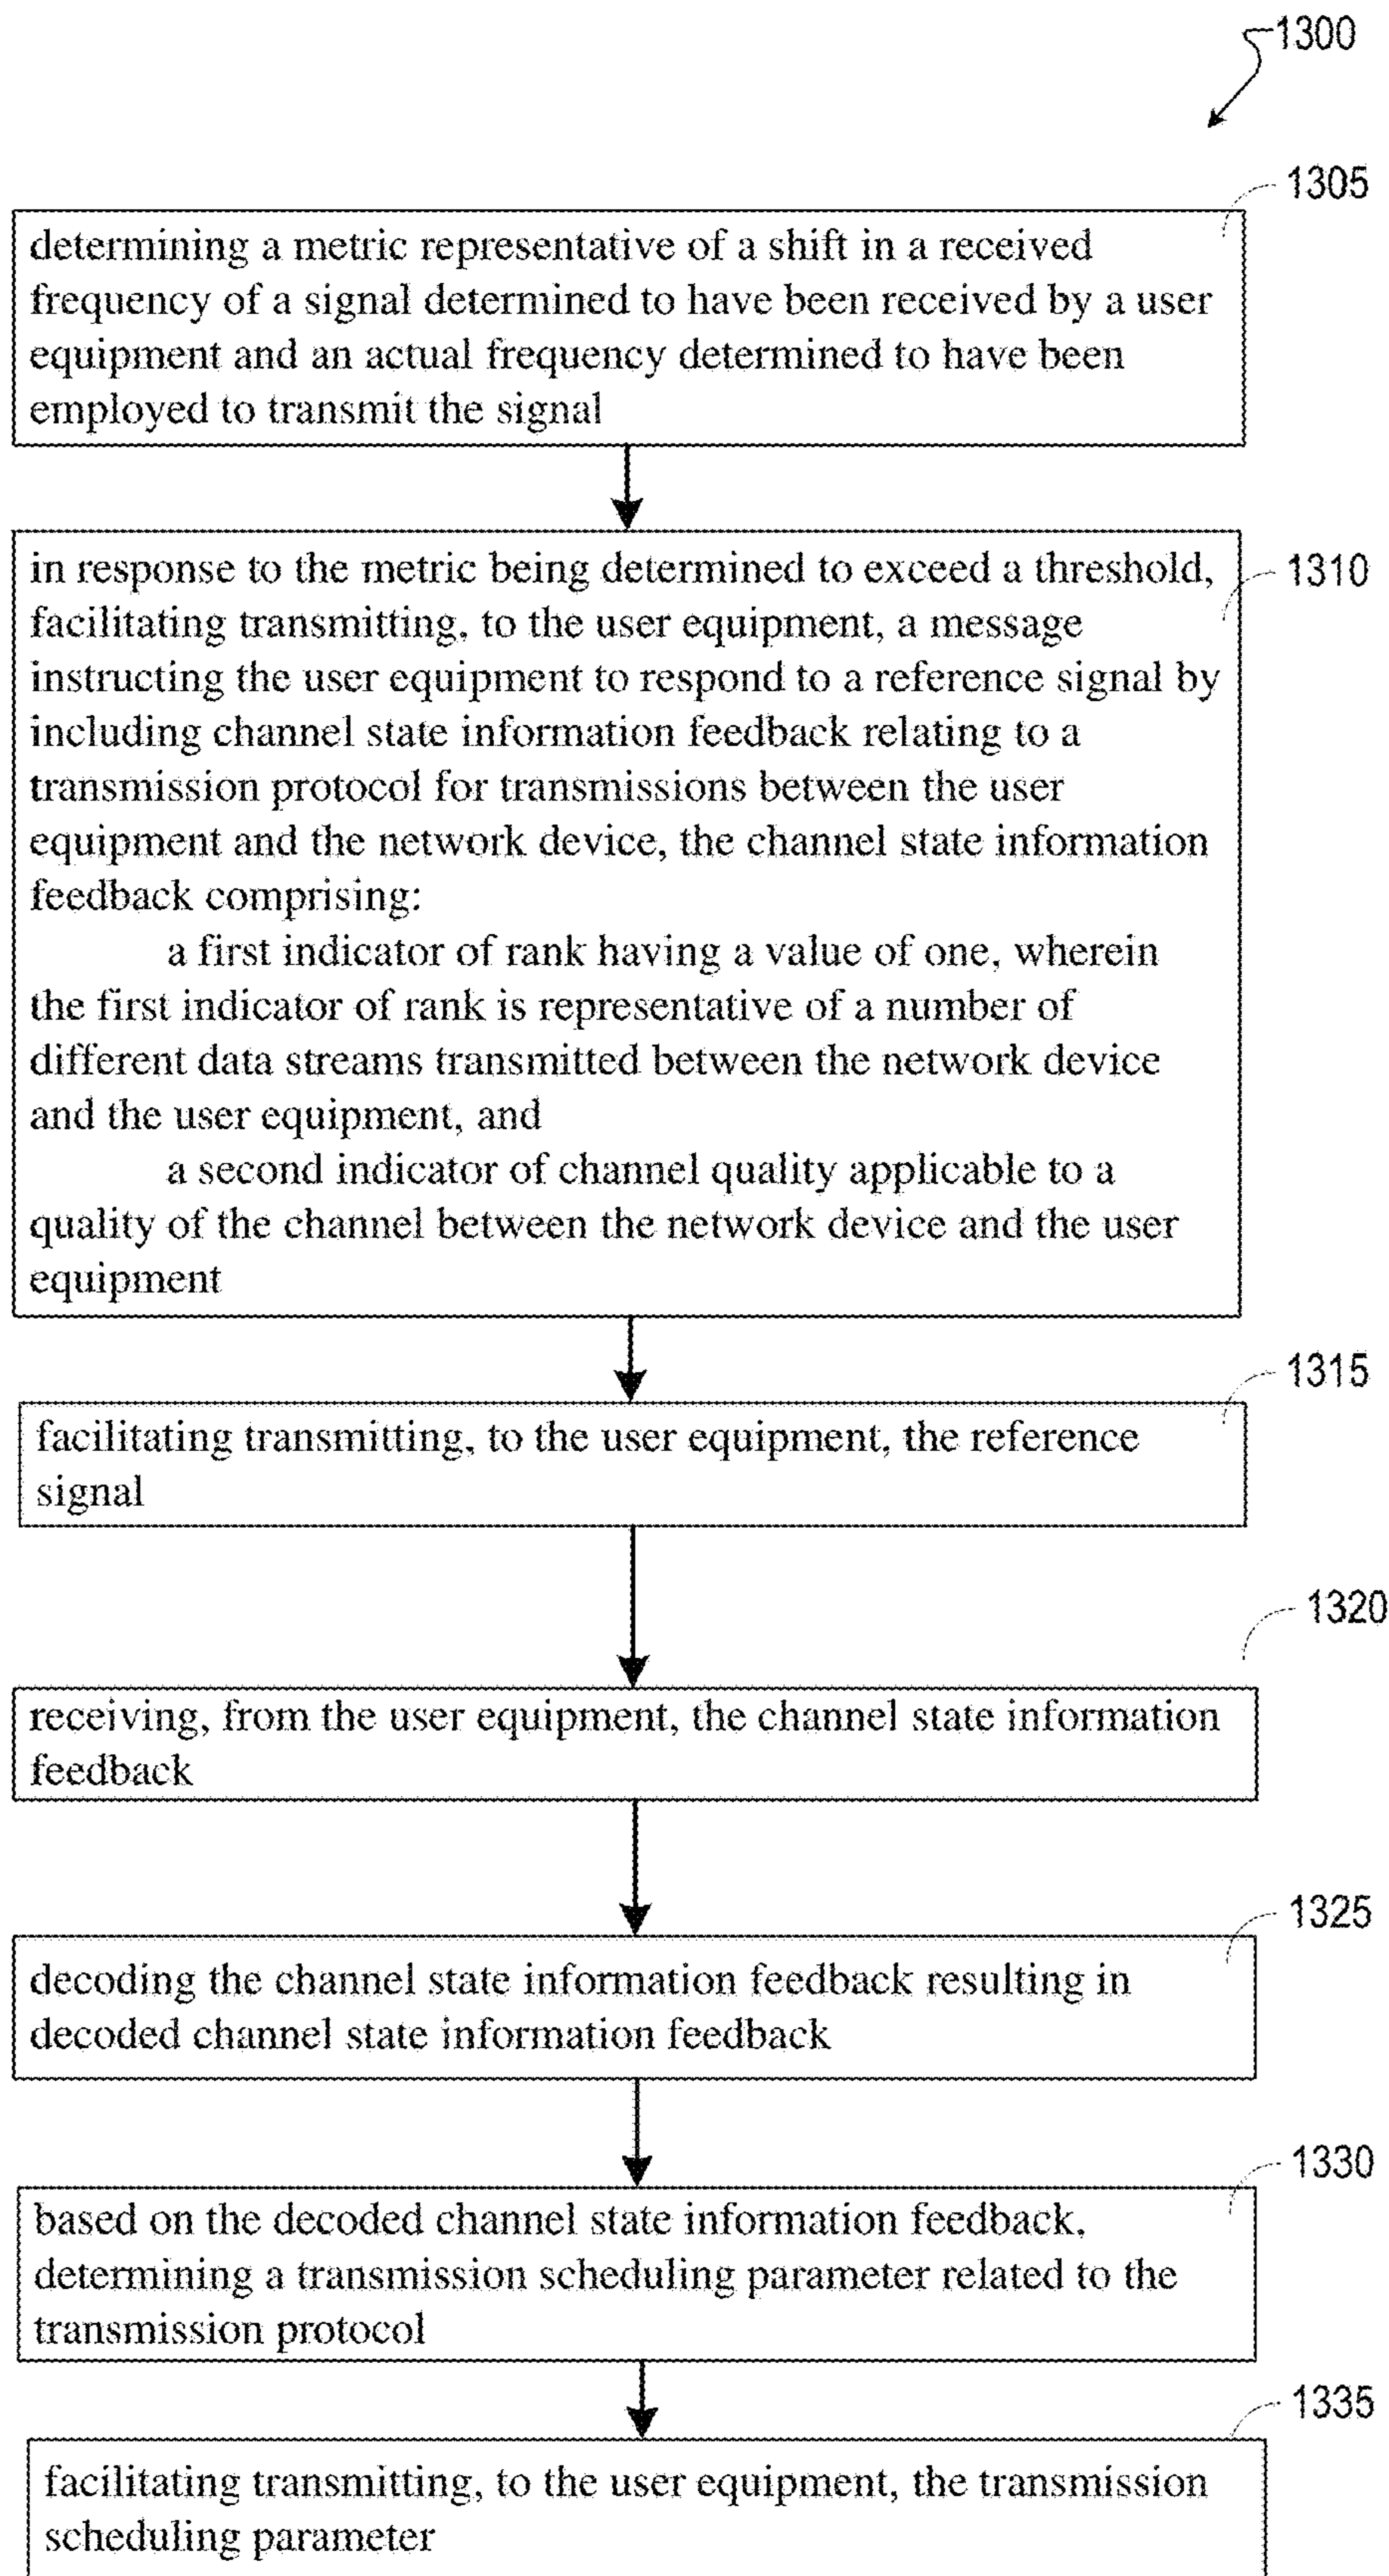 1300
1305
determining a metric representative of a shift in a received
frequency of a signal determined to have been received by a user
equipment and an actual frequency determined to have been
employed to transmit the signal
1310
in response to the metric being determined to exceed a threshold,
facilitating transmitting, to the user equipment, a message
instructing the user equipment to respond to a reference signal by
including channel state information feedback relating to a
transmission protocol for transmissions between the user
equipment and the network device, the channel state information
feedback comprising:
a first indicator of rank having a value of one, wherein
the first indicator of rank is representative of a number of
different data streams transmitted between the network device
and the user equipment, and
a second indicator of channel quality applicable to a
quality of the channel between the network device and the user
equipment
1315
facilitating transmitting, to the user equipment, the reference
signal
1320
receiving, from the user equipment, the channel state information
feedback
1325
decoding the channel state information feedback resulting in
decoded channel state information feedback
1330
based on the decoded channel state information feedback,
determining a transmission scheduling parameter related to the
transmission protocol
1335
facilitating transmitting, to the user equipment, the transmission
scheduling parameter